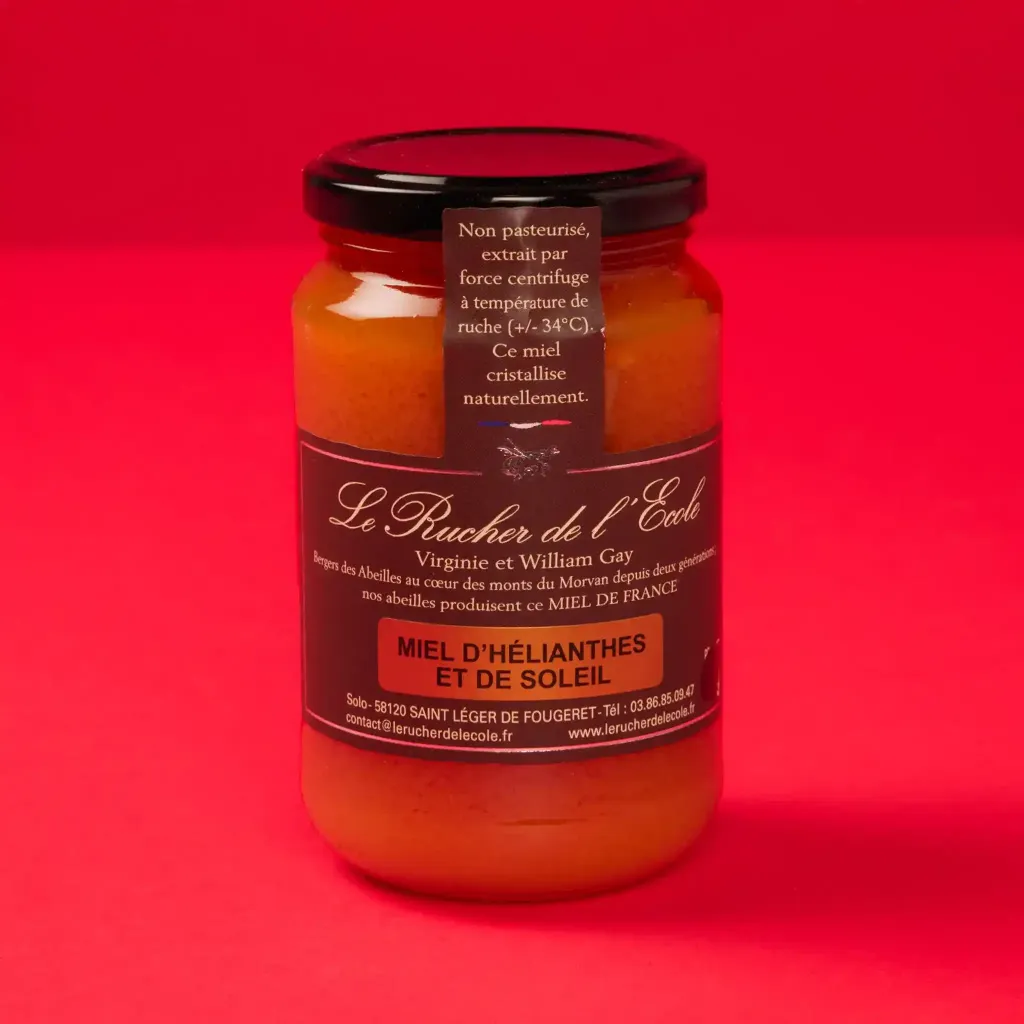 Non pasteurisé,
extrait par
force centrifuge
à température de
ruche (+/- 34°C).
Ce miel
cristallise
naturellement.
Le Rucher de l'Ecole
Virginie et William Gay
Bergers des Abeilles au cœur des monts du Morvan depuis deux générations,
nos abeilles produisent ce MIEL DE FRANCE
MIEL D'HÉLIANTHES
ET DE SOLEIL
Solo - 58120 SAINT LÉGER DE FOUGERET - Tél : 03.86.85.09.47
contact@lerucherdelecole.fr www.lerucherdelecole.fr